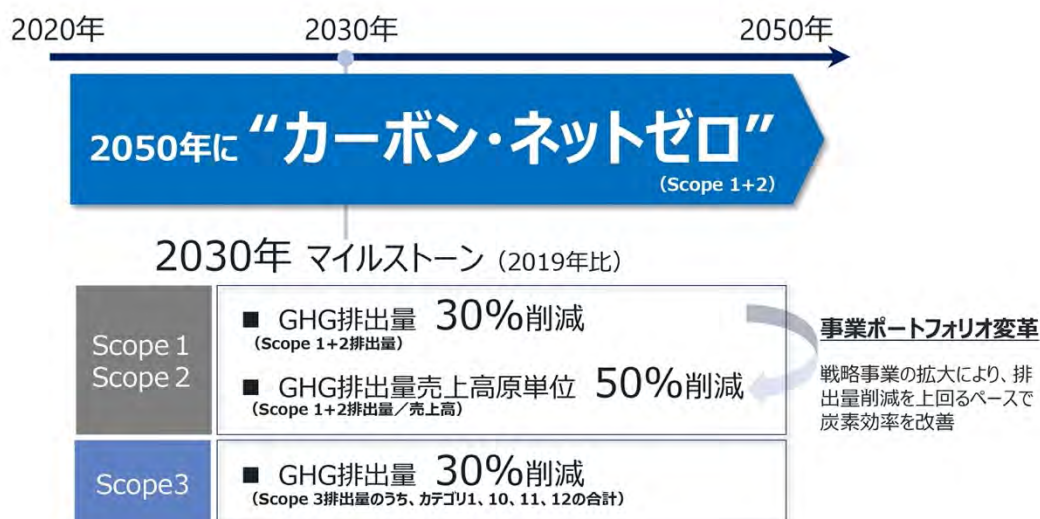 2020年 2030年 2050年
2050年に “カーボン・ネットゼロ”
(Scope 1+2)
2030年 マイルストーン（2019年比）
Scope 1
Scope 2
■ GHG排出量 30%削減
(Scope 1+2排出量)
■ GHG排出量売上高原単位 50%削減
(Scope 1+2排出量／売上高)
事業ポートフォリオ変革
戦略事業の拡大により、排
出量削減を上回るペースで
炭素効率を改善
Scope3
■ GHG排出量 30%削減
(Scope 3排出量のうち、カテゴリ1、10、11、12の合計)